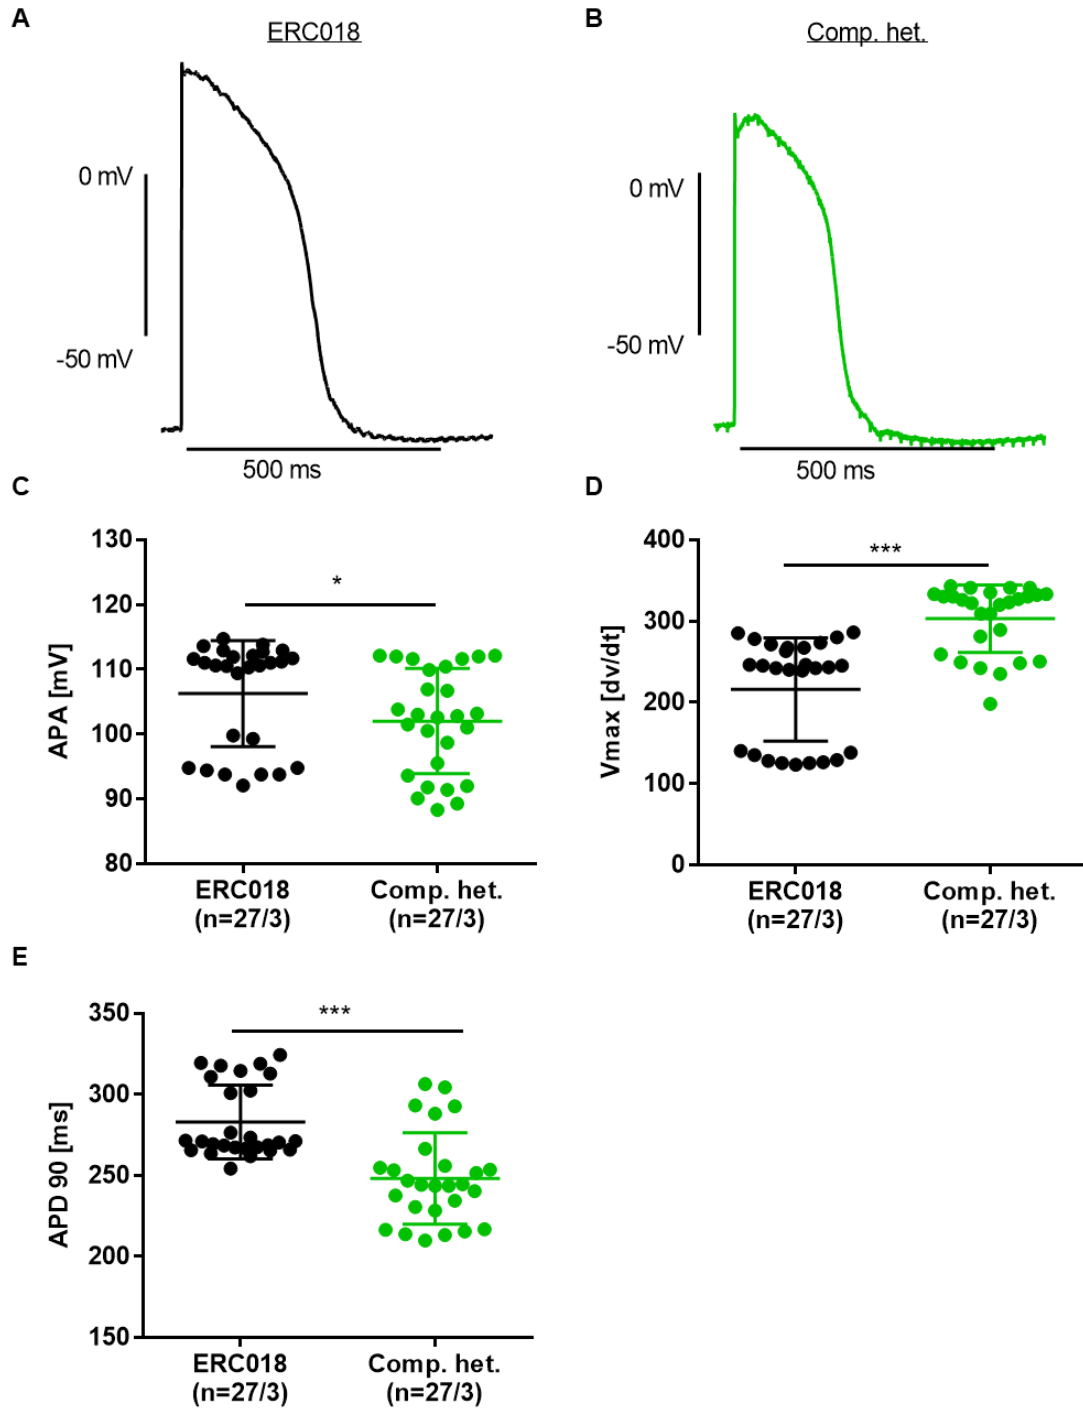 A
ERC018
0 mV
-50 mV
500 ms
B
Comp. het.
0 mV
-50 mV
500 ms
C
130
120
110
100
90
80
APA [mV]
*
ERC018
(n=27/3)
Comp. het.
(n=27/3)
D
400
300
200
100
0
Vmax [dv/dt]
***
ERC018
(n=27/3)
Comp. het.
(n=27/3)
E
350
300
250
200
150
APD 90 [ms]
***
ERC018
(n=27/3)
Comp. het.
(n=27/3)